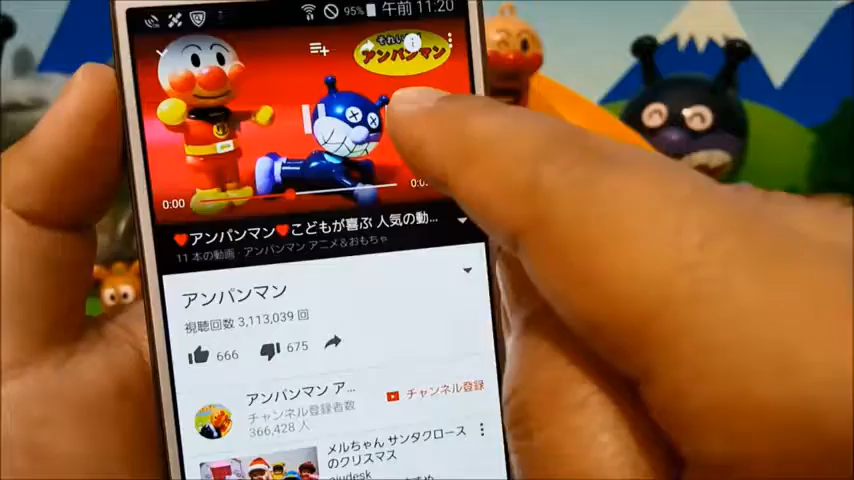 95% 午前 11:20
それいけ!
アンパンマン
0:00
0:0
♥アンパンマン♥こどもが喜ぶ 人気の動...
11 本の動画・アンパンマン アニメ&おもちゃ
アンパンマン
視聴回数 3,113,039 回
666 675
アンパンマン ア...
チャンネル登録
チャンネル登録者数
366,428 人
メルちゃん サンタクロース
のクリスマス